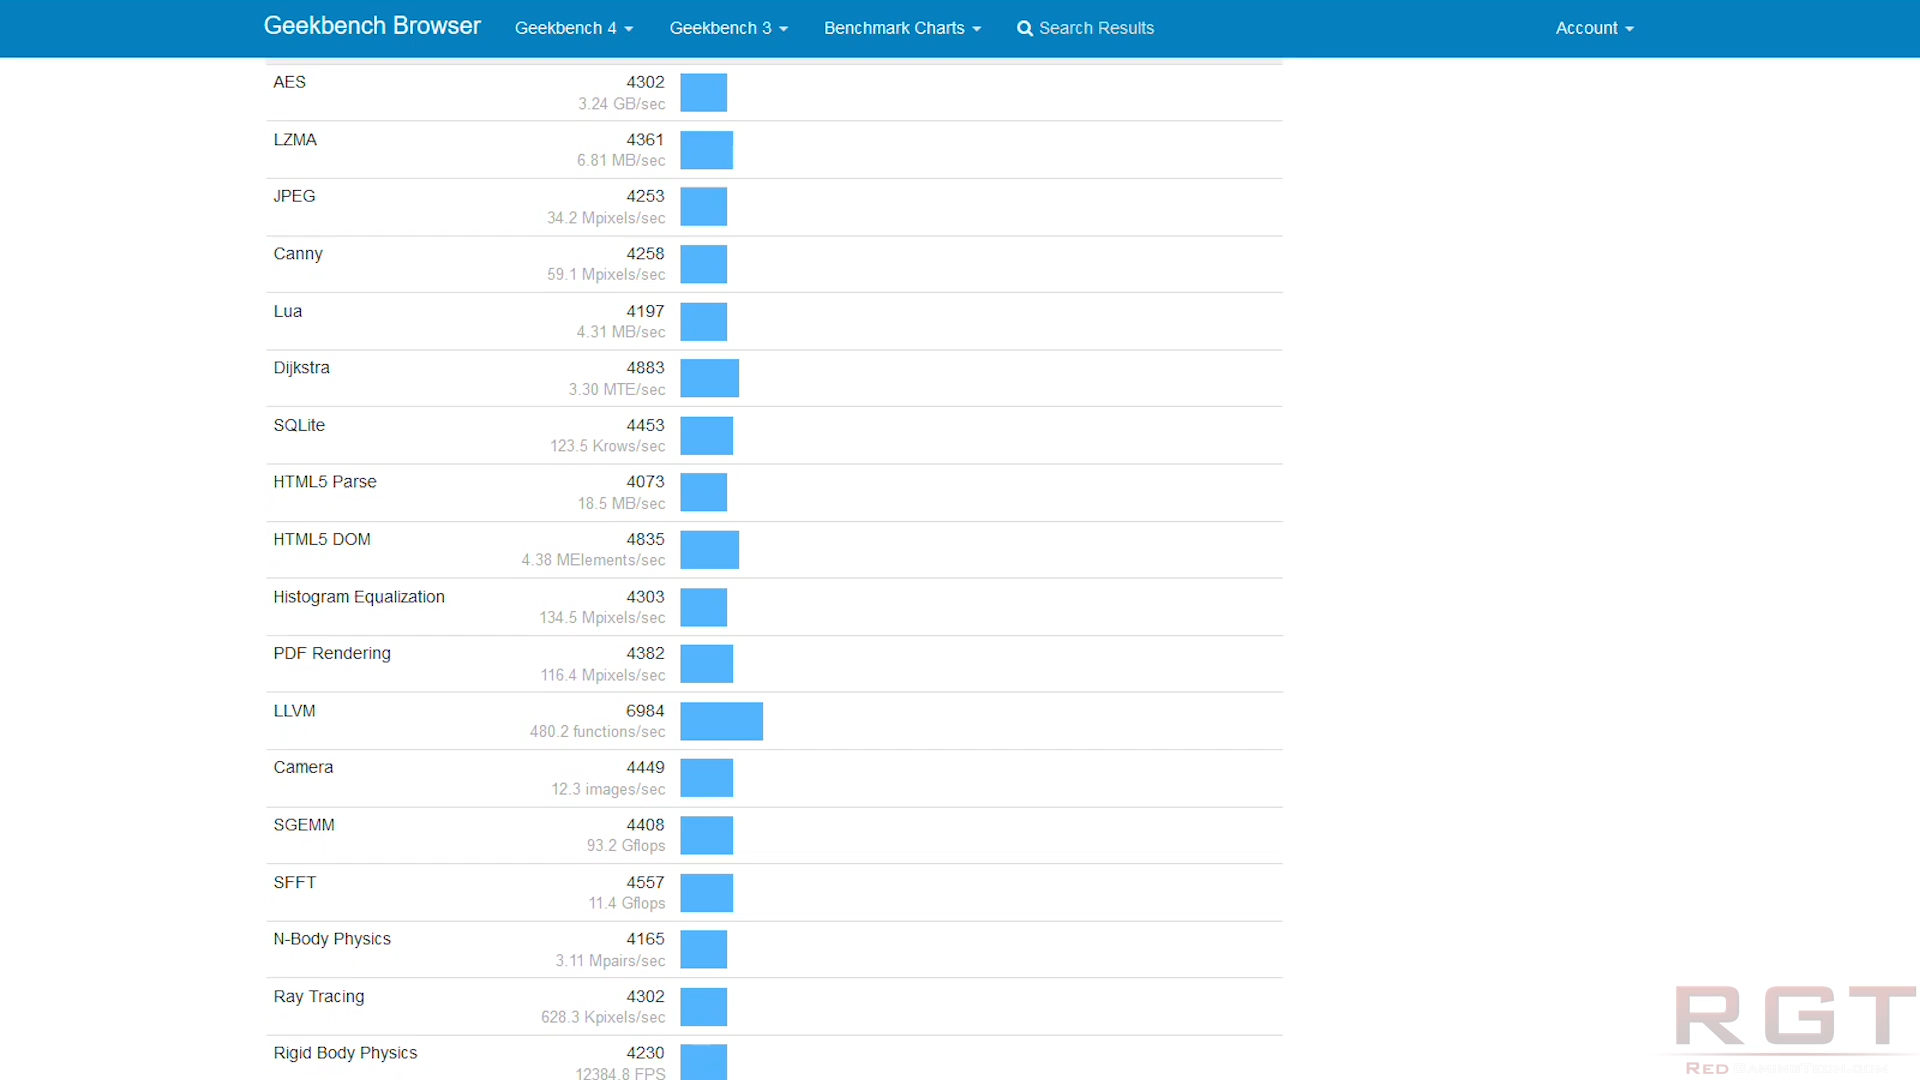 Geekbench Browser Geekbench 4 Geekbench 3 Benchmark Charts Search Results Account
AES 4302
3.24 GB/sec
LZMA 4361
6.81 MB/sec
JPEG 4253
34.2 Mpixels/sec
Canny 4258
59.1 Mpixels/sec
Lua 4197
4.31 MB/sec
Dijkstra 4883
3.30 MTE/sec
SQLite 4453
123.5 Krows/sec
HTML5 Parse 4073
18.5 MB/sec
HTML5 DOM 4835
4.38 MElements/sec
Histogram Equalization 4303
134.5 Mpixels/sec
PDF Rendering 4382
116.4 Mpixels/sec
LLVM 6984
480.2 functions/sec
Camera 4449
12.3 images/sec
SGEMM 4408
93.2 Gflops
SFFT 4557
11.4 Gflops
N-Body Physics 4165
3.11 Mpairs/sec
Ray Tracing 4302
628.3 Kpixels/sec
Rigid Body Physics 4230
12384.8 FPS
RGT